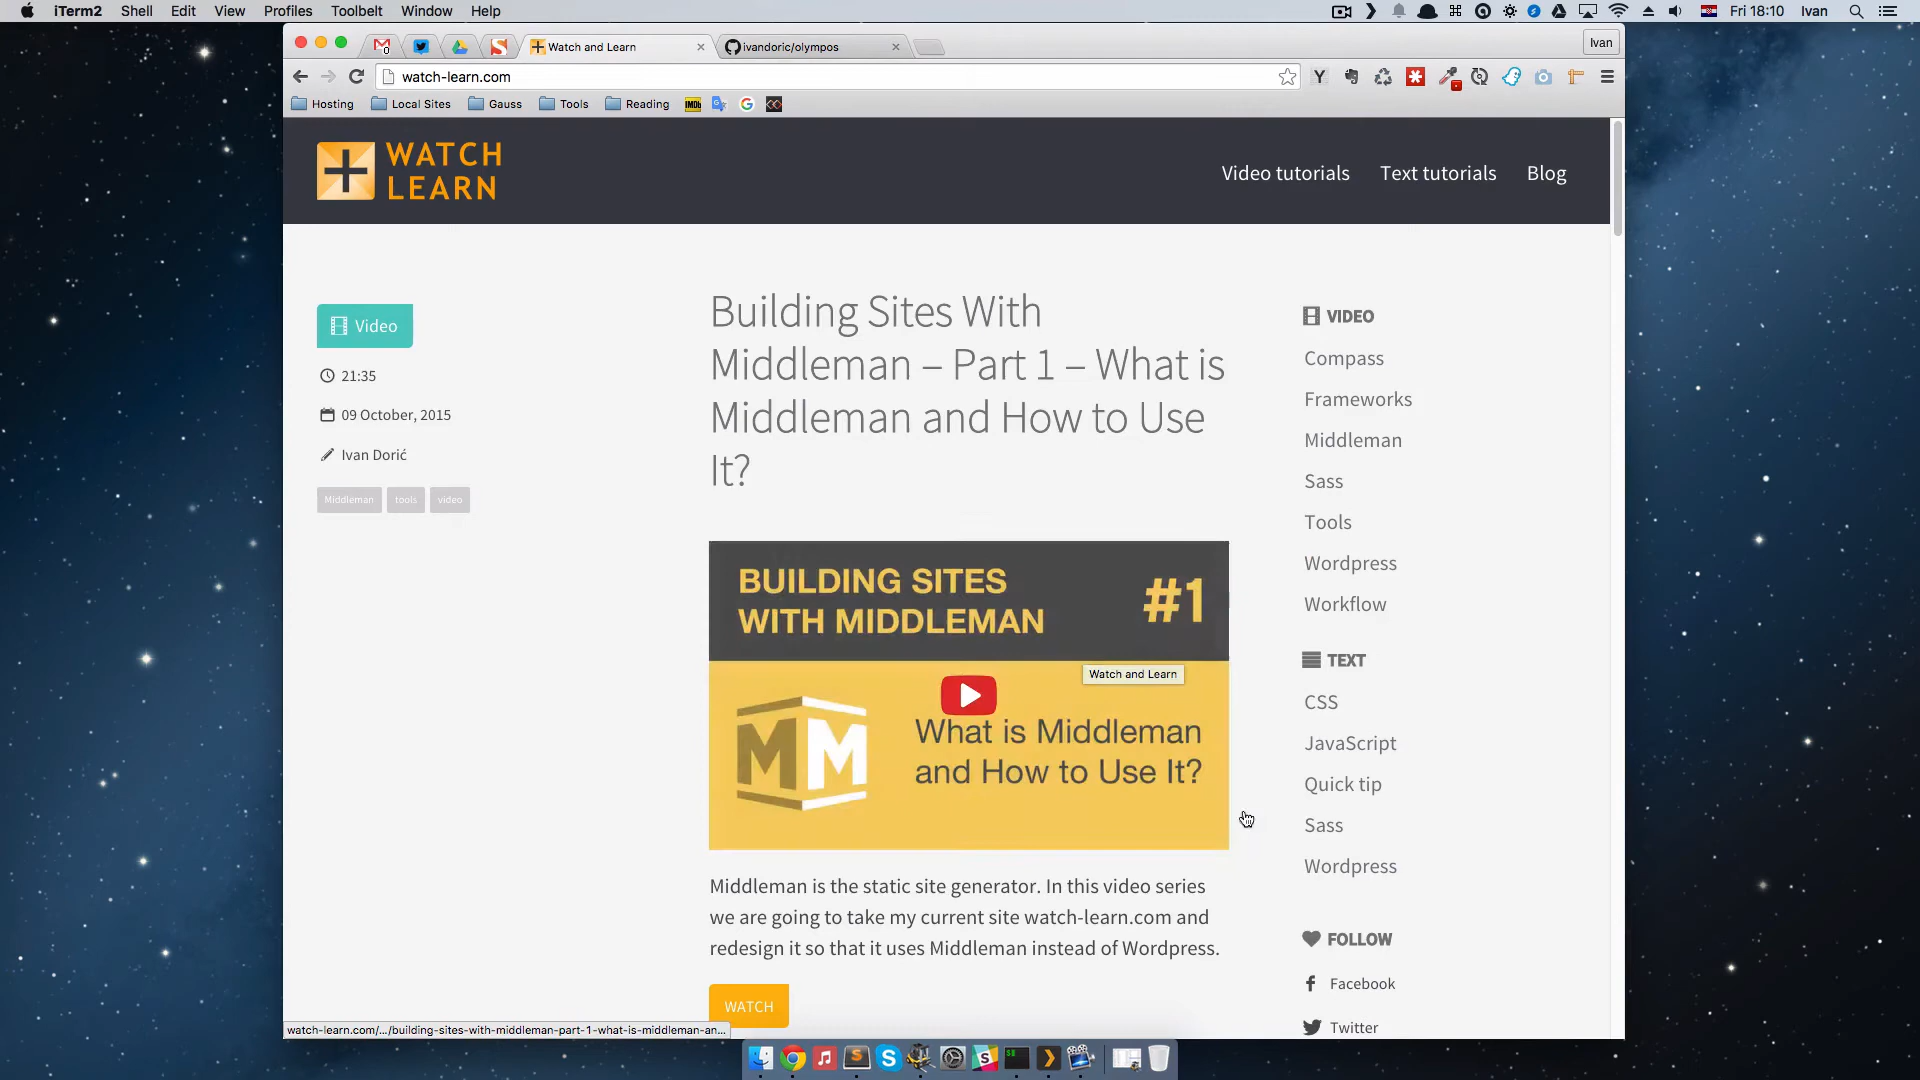 iTerm2 Shell Edit View Profiles Toolbelt Window Help Fri 18:10 Ivan
Watch and Learn ivandoric/olympos Ivan
watch-learn.com
Hosting Local Sites Gauss Tools Reading IMDb
WATCH
LEARN
Video tutorials Text tutorials Blog
Video
21:35
09 October, 2015
Ivan Dorić
Middleman tools video
Building Sites With
Middleman – Part 1 – What is
Middleman and How to Use
It?
BUILDING SITES
WITH MIDDLEMAN
#1
Watch and Learn
MM
What is Middleman
and How to Use It?
Middleman is the static site generator. In this video series
we are going to take my current site watch-learn.com and
redesign it so that it uses Middleman instead of Wordpress.
WATCH
VIDEO
Compass
Frameworks
Middleman
Sass
Tools
Wordpress
Workflow
TEXT
CSS
JavaScript
Quick tip
Sass
Wordpress
FOLLOW
Facebook
Twitter
watch-learn.com/.../building-sites-with-middleman-part-1-what-is-middleman-an...